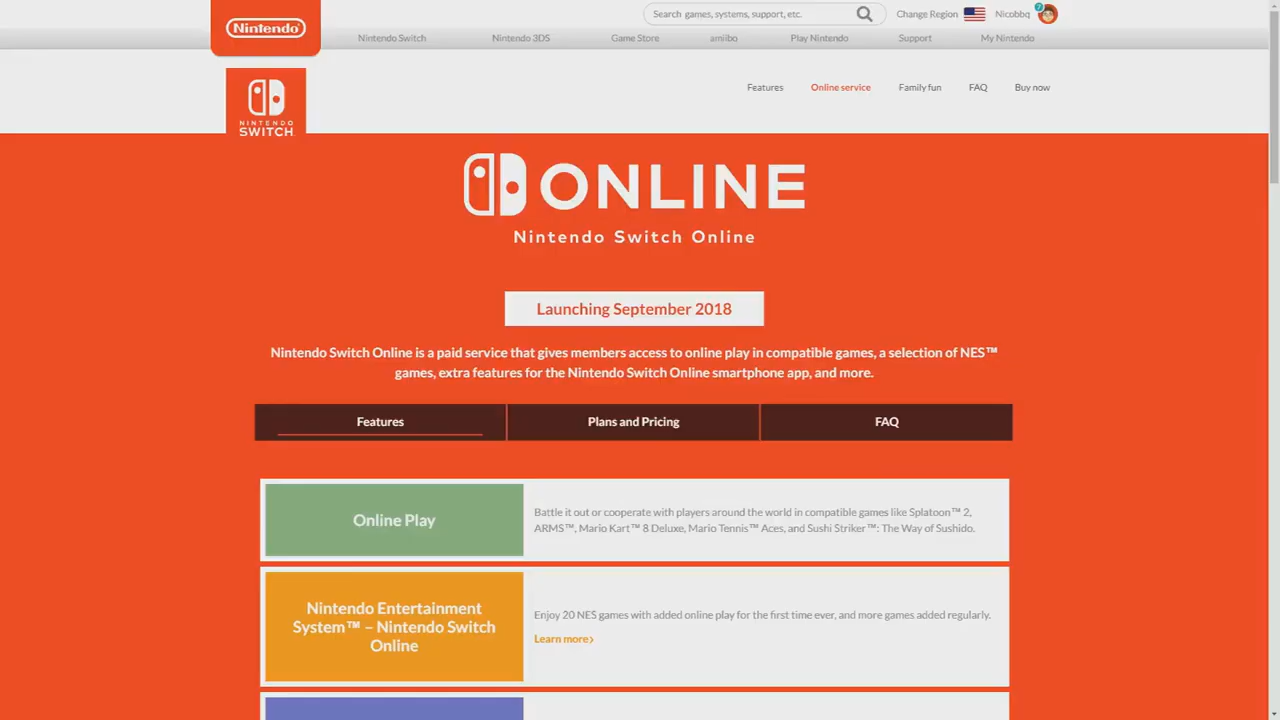 Nintendo
Search games, systems, support, etc.
Change Region
Nicobbq
7
Nintendo Switch
Nintendo 3DS
Game Store
amiibo
Play Nintendo
Support
My Nintendo
NINTENDO
SWITCH
Features
Online service
Family fun
FAQ
Buy now
ONLINE
Nintendo Switch Online
Launching September 2018
Nintendo Switch Online is a paid service that gives members access to online play in compatible games, a selection of NES™
games, extra features for the Nintendo Switch Online smartphone app, and more.
Features
Plans and Pricing
FAQ
Online Play
Battle it out or cooperate with players around the world in compatible games like Splatoon™ 2,
ARMS™, Mario Kart™ 8 Deluxe, Mario Tennis™ Aces, and Sushi Striker™: The Way of Sushido.
Nintendo Entertainment
System™ – Nintendo Switch
Online
Enjoy 20 NES games with added online play for the first time ever, and more games added regularly.
Learn more›